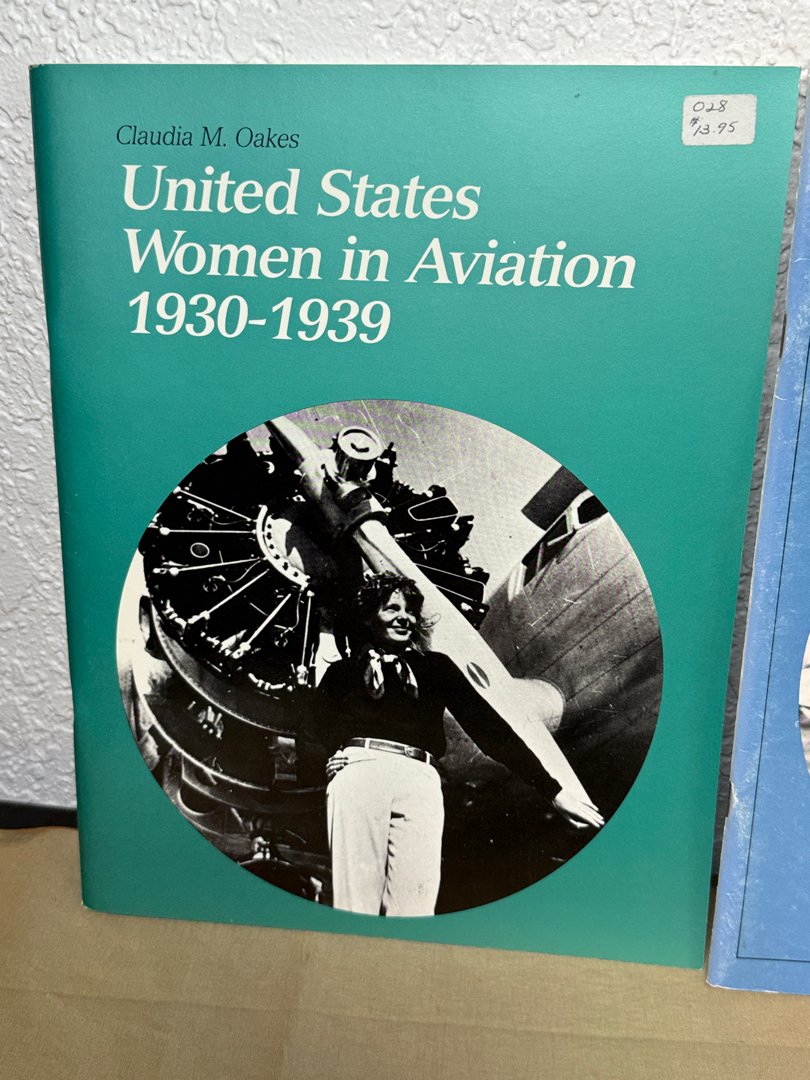 Claudia M. Oakes
United States
Women in Aviation
1930-1939
028
$13.95